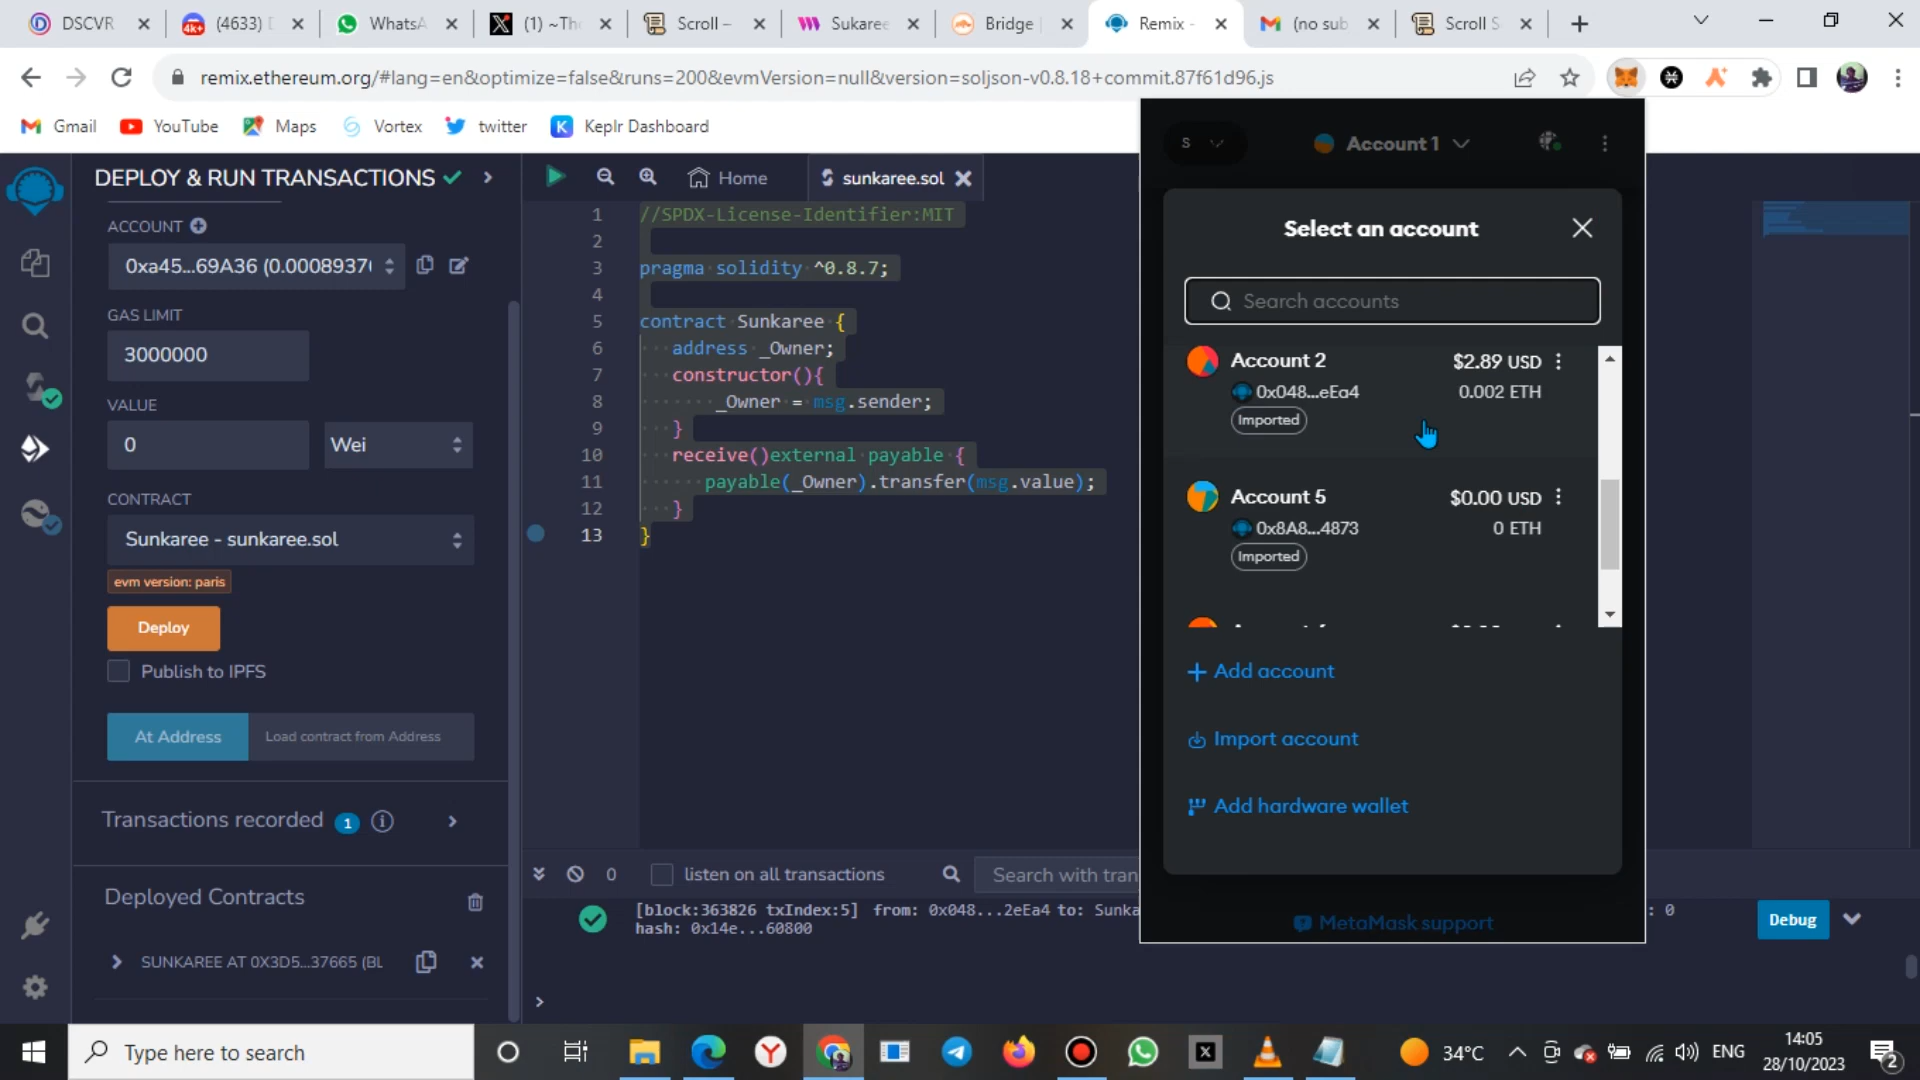 DSCVR
(4633)
WhatsA
(1) ~Th
Scroll –
Sukaree
Bridge
Remix -
(no sub
Scroll S
remix.ethereum.org/#lang=en&optimize=false&runs=200&evmVersion=null&version=soljson-v0.8.18+commit.87f61d96.js
Gmail
YouTube
Maps
Vortex
twitter
Keplr Dashboard
DEPLOY & RUN TRANSACTIONS
ACCOUNT
0xa45...69A36 (0.0008937(
GAS LIMIT
3000000
VALUE
0
Wei
CONTRACT
Sunkaree - sunkaree.sol
evm version: paris
Deploy
Publish to IPFS
At Address
Load contract from Address
Transactions recorded 1
Deployed Contracts
SUNKAREE AT 0X3D5...37665 (BL
Home
sunkaree.sol
1 //SPDX-License-Identifier:MIT
2
3 pragma solidity ^0.8.7;
4
5 contract Sunkaree {
6 address _Owner;
7 constructor(){
8 _Owner = msg.sender;
9 }
10 receive()external payable {
11 payable(_Owner).transfer(msg.value);
12 }
13 }
0
listen on all transactions
Search with tran
[block:363826 txIndex:5] from: 0x048...2eEa4 to: Sunka
: 0
hash: 0x14e...60800
Debug
>
S
Account 1
Select an account
Search accounts
Account 2
$2.89 USD
0x048...eEa4
0.002 ETH
Imported
Account 5
$0.00 USD
0x8A8...4873
0 ETH
Imported
Add account
Import account
Add hardware wallet
MetaMask support
Type here to search
34°C
ENG
14:05
28/10/2023
2